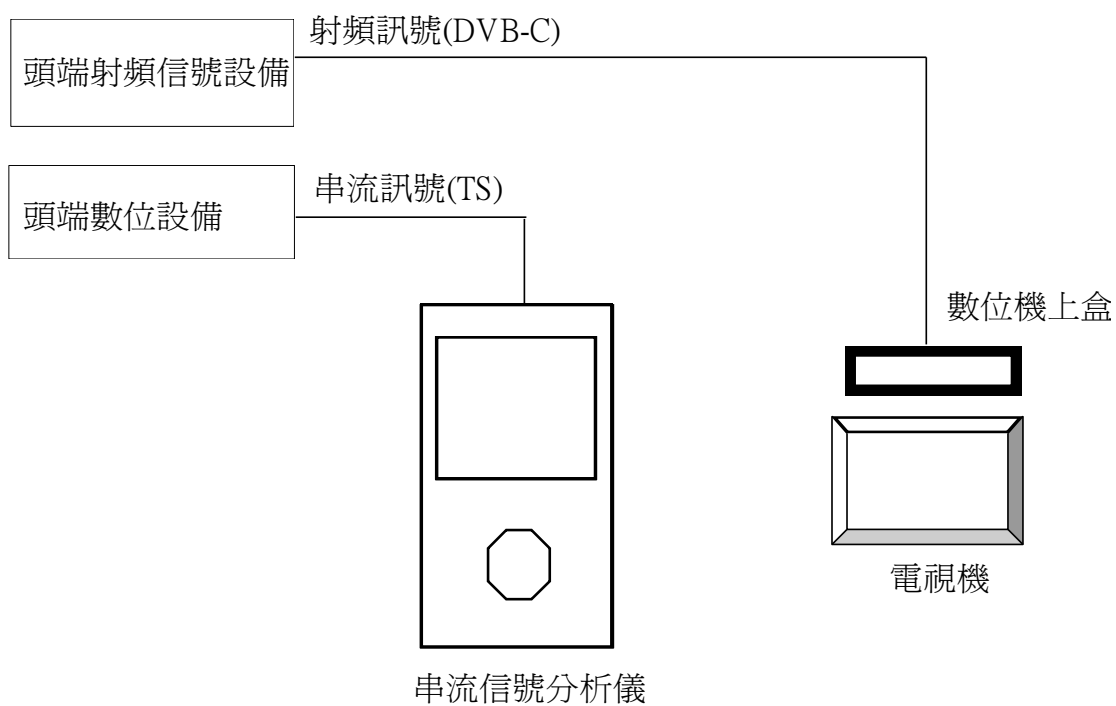 射頻訊號(DVB-C)
頭端射頻信號設備
串流訊號(TS)
頭端數位設備
數位機上盒
電視機
串流信號分析儀